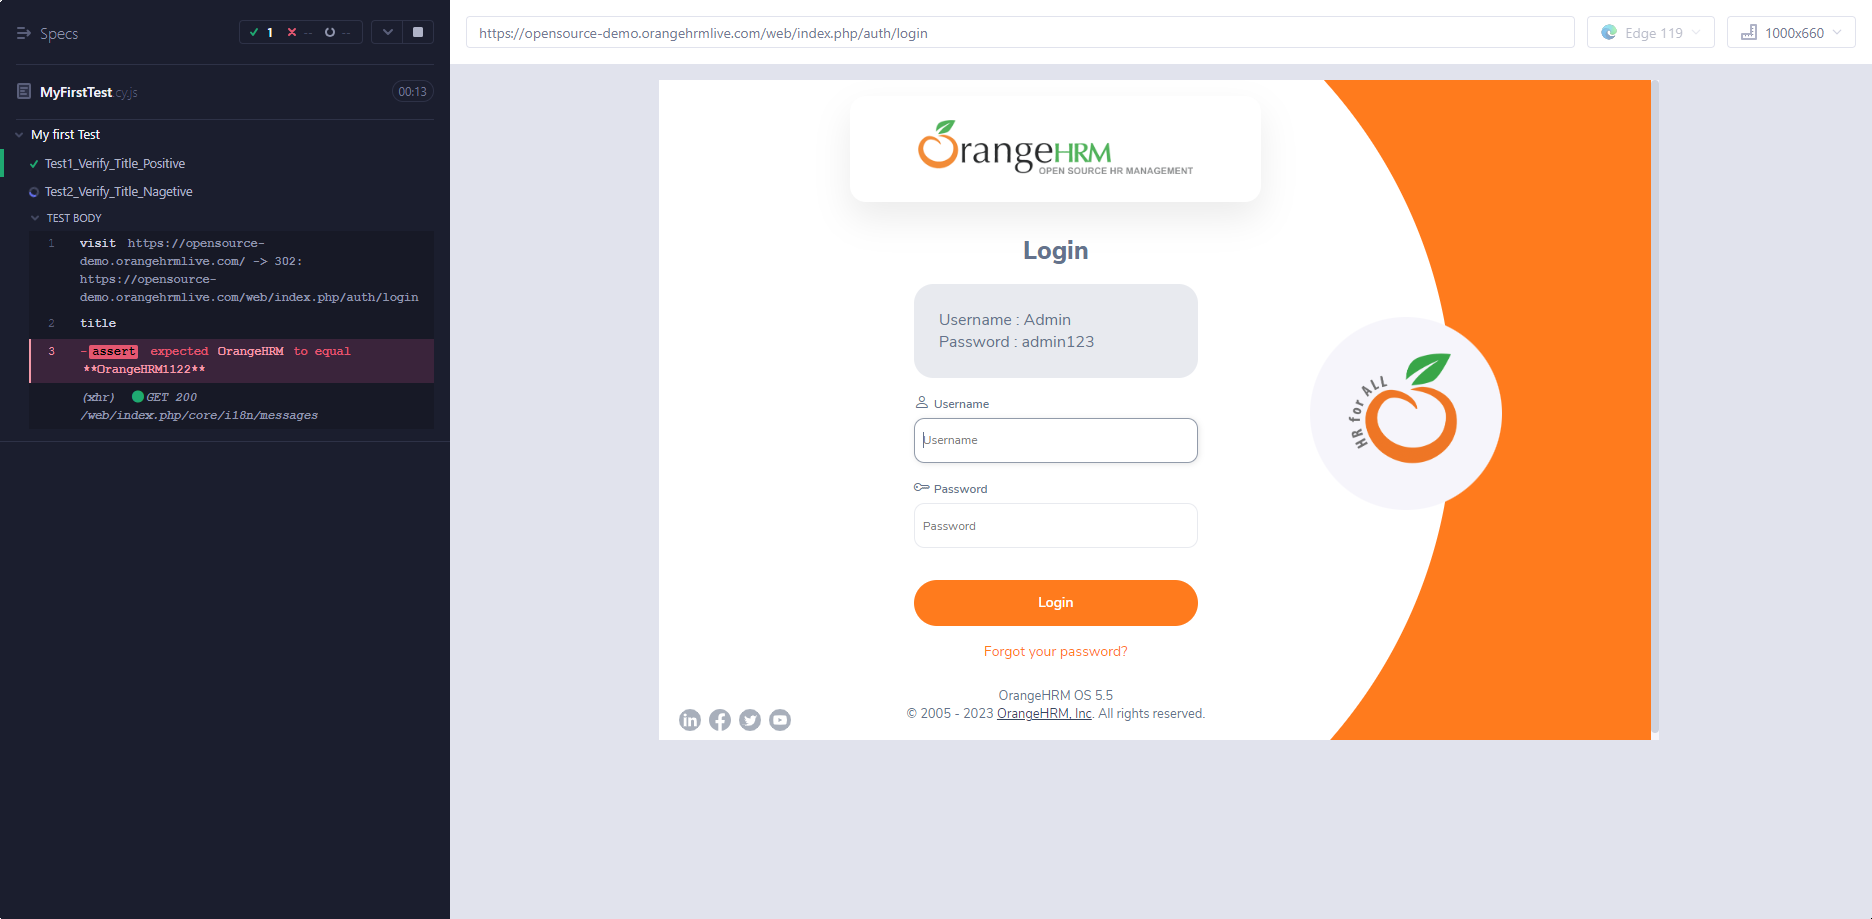 Specs
1
--
--
MyFirstTest.cy.js
00:13
My first Test
Test1_Verify_Title_Positive
Test2_Verify_Title_Nagetive
TEST BODY
1 visit https://opensource-
demo.orangehrmlive.com/ -> 302:
https://opensource-
demo.orangehrmlive.com/web/index.php/auth/login
2 title
3 -assert expected OrangeHRM to equal
**OrangeHRM1122**
(xhr) GET 200
/web/index.php/core/i18n/messages
https://opensource-demo.orangehrmlive.com/web/index.php/auth/login
Edge 119
1000x660
OrangeHRM
OPEN SOURCE HR MANAGEMENT
Login
Username : Admin
Password : admin123
Username
Username
Password
Password
Login
Forgot your password?
OrangeHRM OS 5.5
© 2005 - 2023 OrangeHRM, Inc. All rights reserved.
HR for ALL